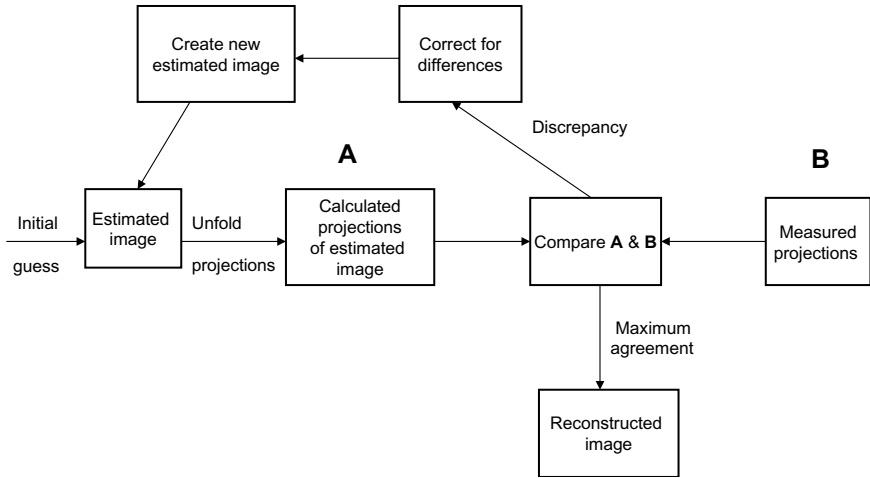 Create new
estimated image
Correct for
differences
Discrepancy
A
B
Initial
guess
Estimated
image
Unfold
projections
Calculated
projections
of estimated
image
Compare A & B
Measured
projections
Maximum
agreement
Reconstructed
image